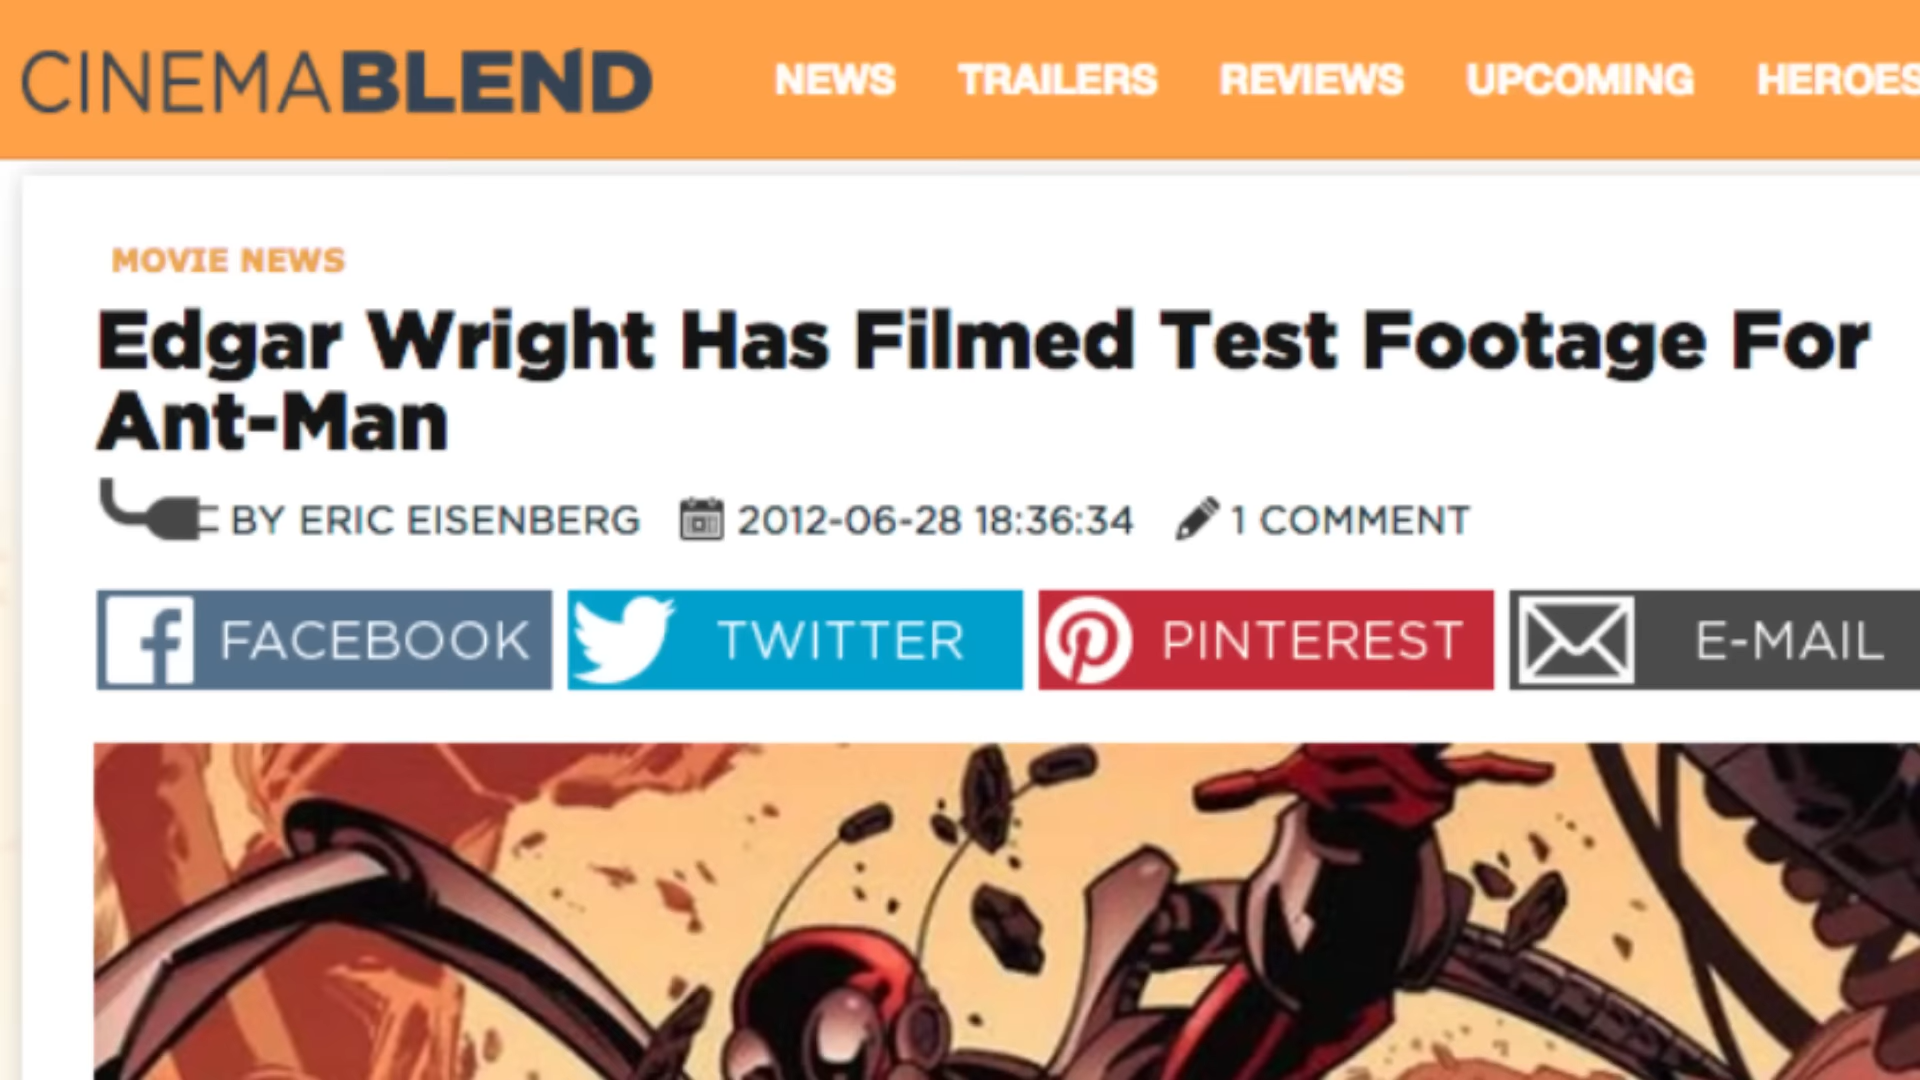 CINEMABLEND NEWS TRAILERS REVIEWS UPCOMING HEROES
MOVIE NEWS
Edgar Wright Has Filmed Test Footage For
Ant-Man
BY ERIC EISENBERG 2012-06-28 18:36:34 1 COMMENT
FACEBOOK TWITTER PINTEREST E-MAIL